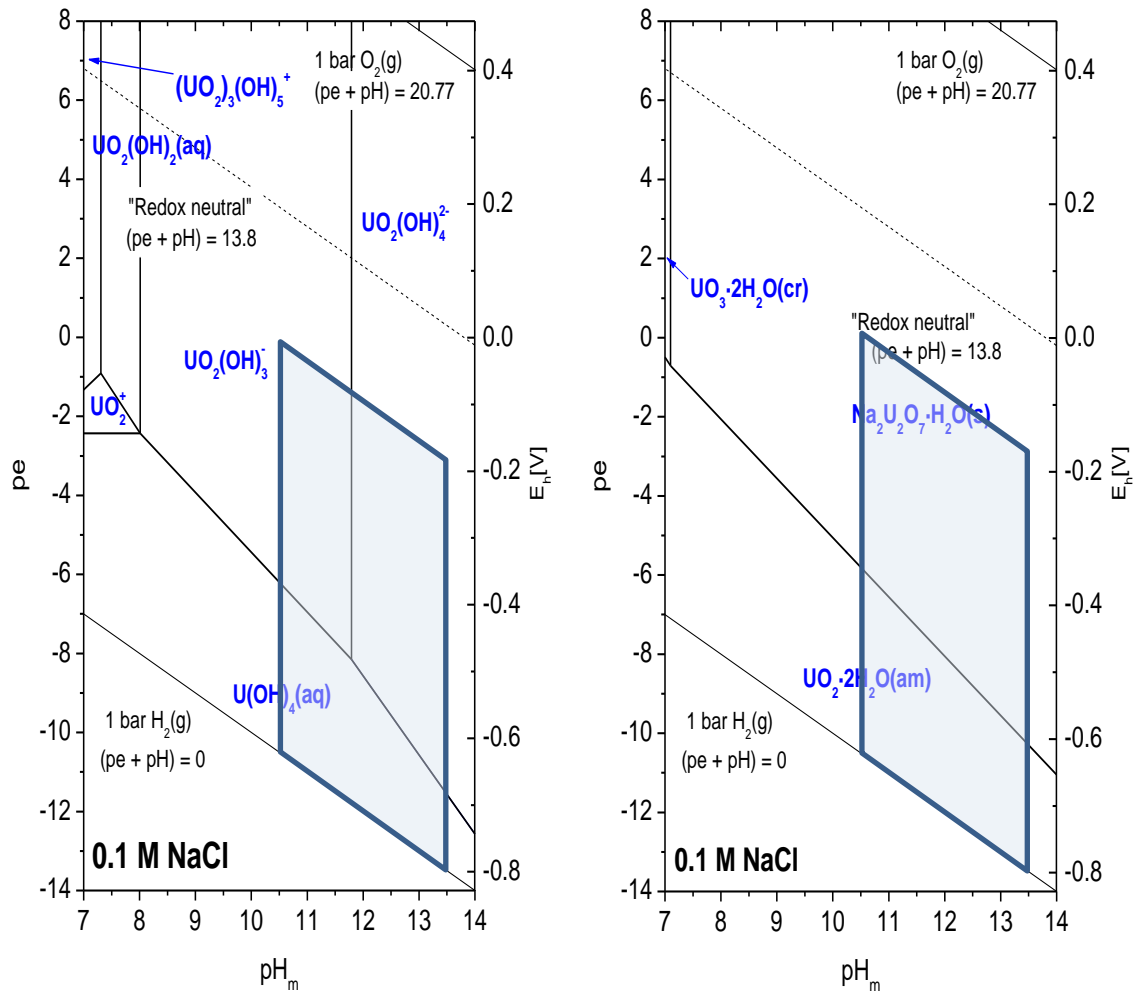 8
6
4
2
0
-2
-4
-6
-8
-10
-12
-14
pe
(UO₂)₃(OH)₅⁺
1 bar O₂(g)
(pe + pH) = 20.77
UO₂(OH)₂(aq)
"Redox neutral"
(pe + pH) = 13.8
UO₂(OH)₄²⁻
UO₂(OH)₃⁻
UO₂⁺
U(OH)₄(aq)
1 bar H₂(g)
(pe + pH) = 0
0.1 M NaCl
0.4
0.2
0.0
-0.2
-0.4
-0.6
-0.8
Eₕ[V]
7 8 9 10 11 12 13 14
pHₘ
8
6
4
2
0
-2
-4
-6
-8
-10
-12
-14
pe
1 bar O₂(g)
(pe + pH) = 20.77
UO₃·2H₂O(cr)
"Redox neutral"
(pe + pH) = 13.8
Na₂U₂O₇·H₂O(s)
UO₂·2H₂O(am)
1 bar H₂(g)
(pe + pH) = 0
0.1 M NaCl
0.4
0.2
0.0
-0.2
-0.4
-0.6
-0.8
Eₕ[V]
7 8 9 10 11 12 13 14
pHₘ